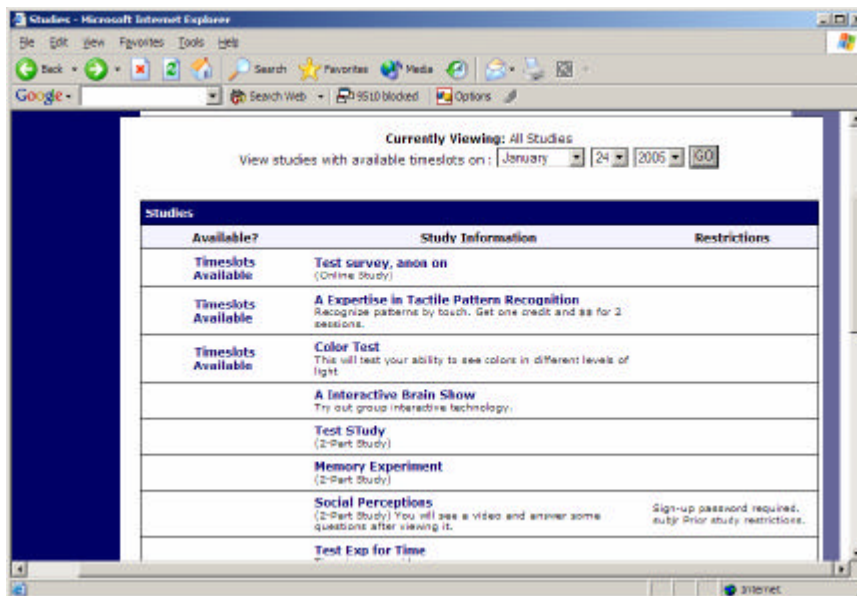 Studies - Microsoft Internet Explorer
File Edit View Favorites Tools Help
Back Search Favorites Media
Google Search Web 9510 blocked Options
Currently Viewing: All Studies
View studies with available timeslots on : January 24 2005 GO
Studies
Available? Study Information Restrictions
Timeslots Available
Test survey, anon on
(Online Study)
Timeslots Available
A Expertise in Tactile Pattern Recognition
Recognize patterns by touch. Get one credit and $$ for 2
sessions.
Timeslots Available
Color Test
This will test your ability to see colors in different levels of
light
A Interactive Brain Show
Try out group interactive technology.
Test STudy
(2-Part Study)
Memory Experiment
(2-Part Study)
Social Perceptions
(2-Part Study) You will see a video and answer some
questions after viewing it.
Sign-up password required.
subjr Prior study restrictions.
Test Exp for Time
Internet